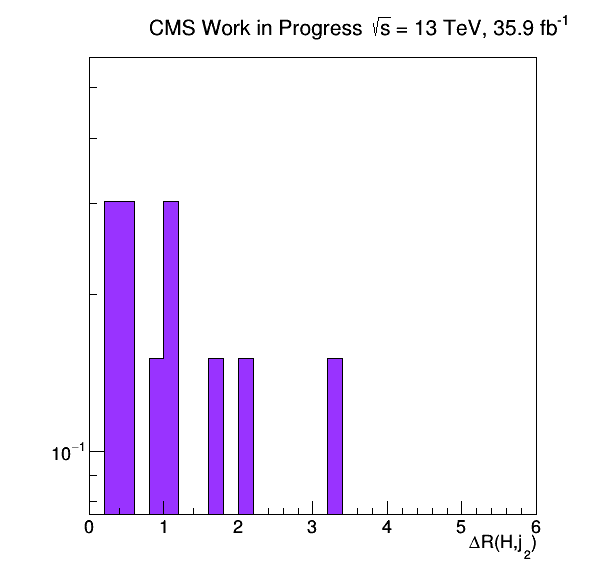 CMS Work in Progress √s = 13 TeV, 35.9 fb⁻¹
10⁻¹
0 1 2 3 4 5 6
ΔR(H,j₂)